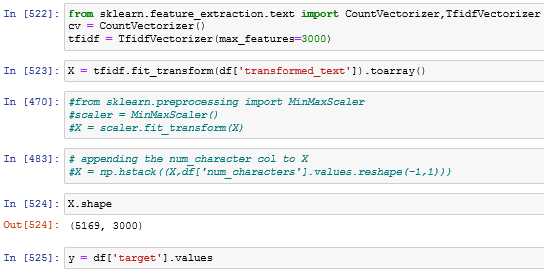 In [522]: from sklearn.feature_extraction.text import CountVectorizer,TfidfVectorizer
cv = CountVectorizer()
tfidf = TfidfVectorizer(max_features=3000)
In [523]: X = tfidf.fit_transform(df['transformed_text']).toarray()
In [470]: #from sklearn.preprocessing import MinMaxScaler
#scaler = MinMaxScaler()
#X = scaler.fit_transform(X)
In [483]: # appending the num_character col to X
#X = np.hstack((X,df['num_characters'].values.reshape(-1,1)))
In [524]: X.shape
Out[524]: (5169, 3000)
In [525]: y = df['target'].values